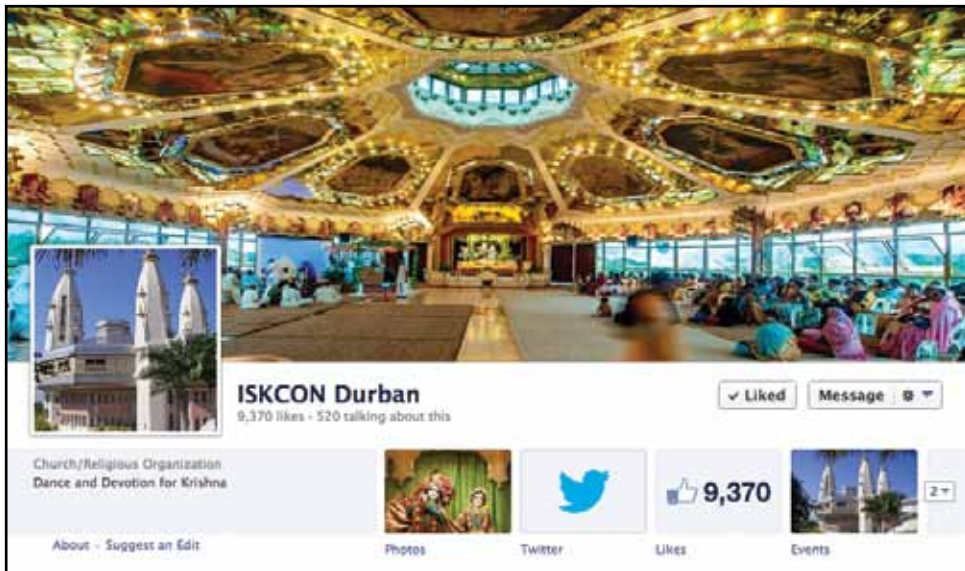 ISKCON Durban
9,370 likes · 520 talking about this
✓ Liked
Message
Church/Religious Organization
Dance and Devotion for Krishna
About - Suggest an Edit
9,370
2
Photos
Twitter
Likes
Events